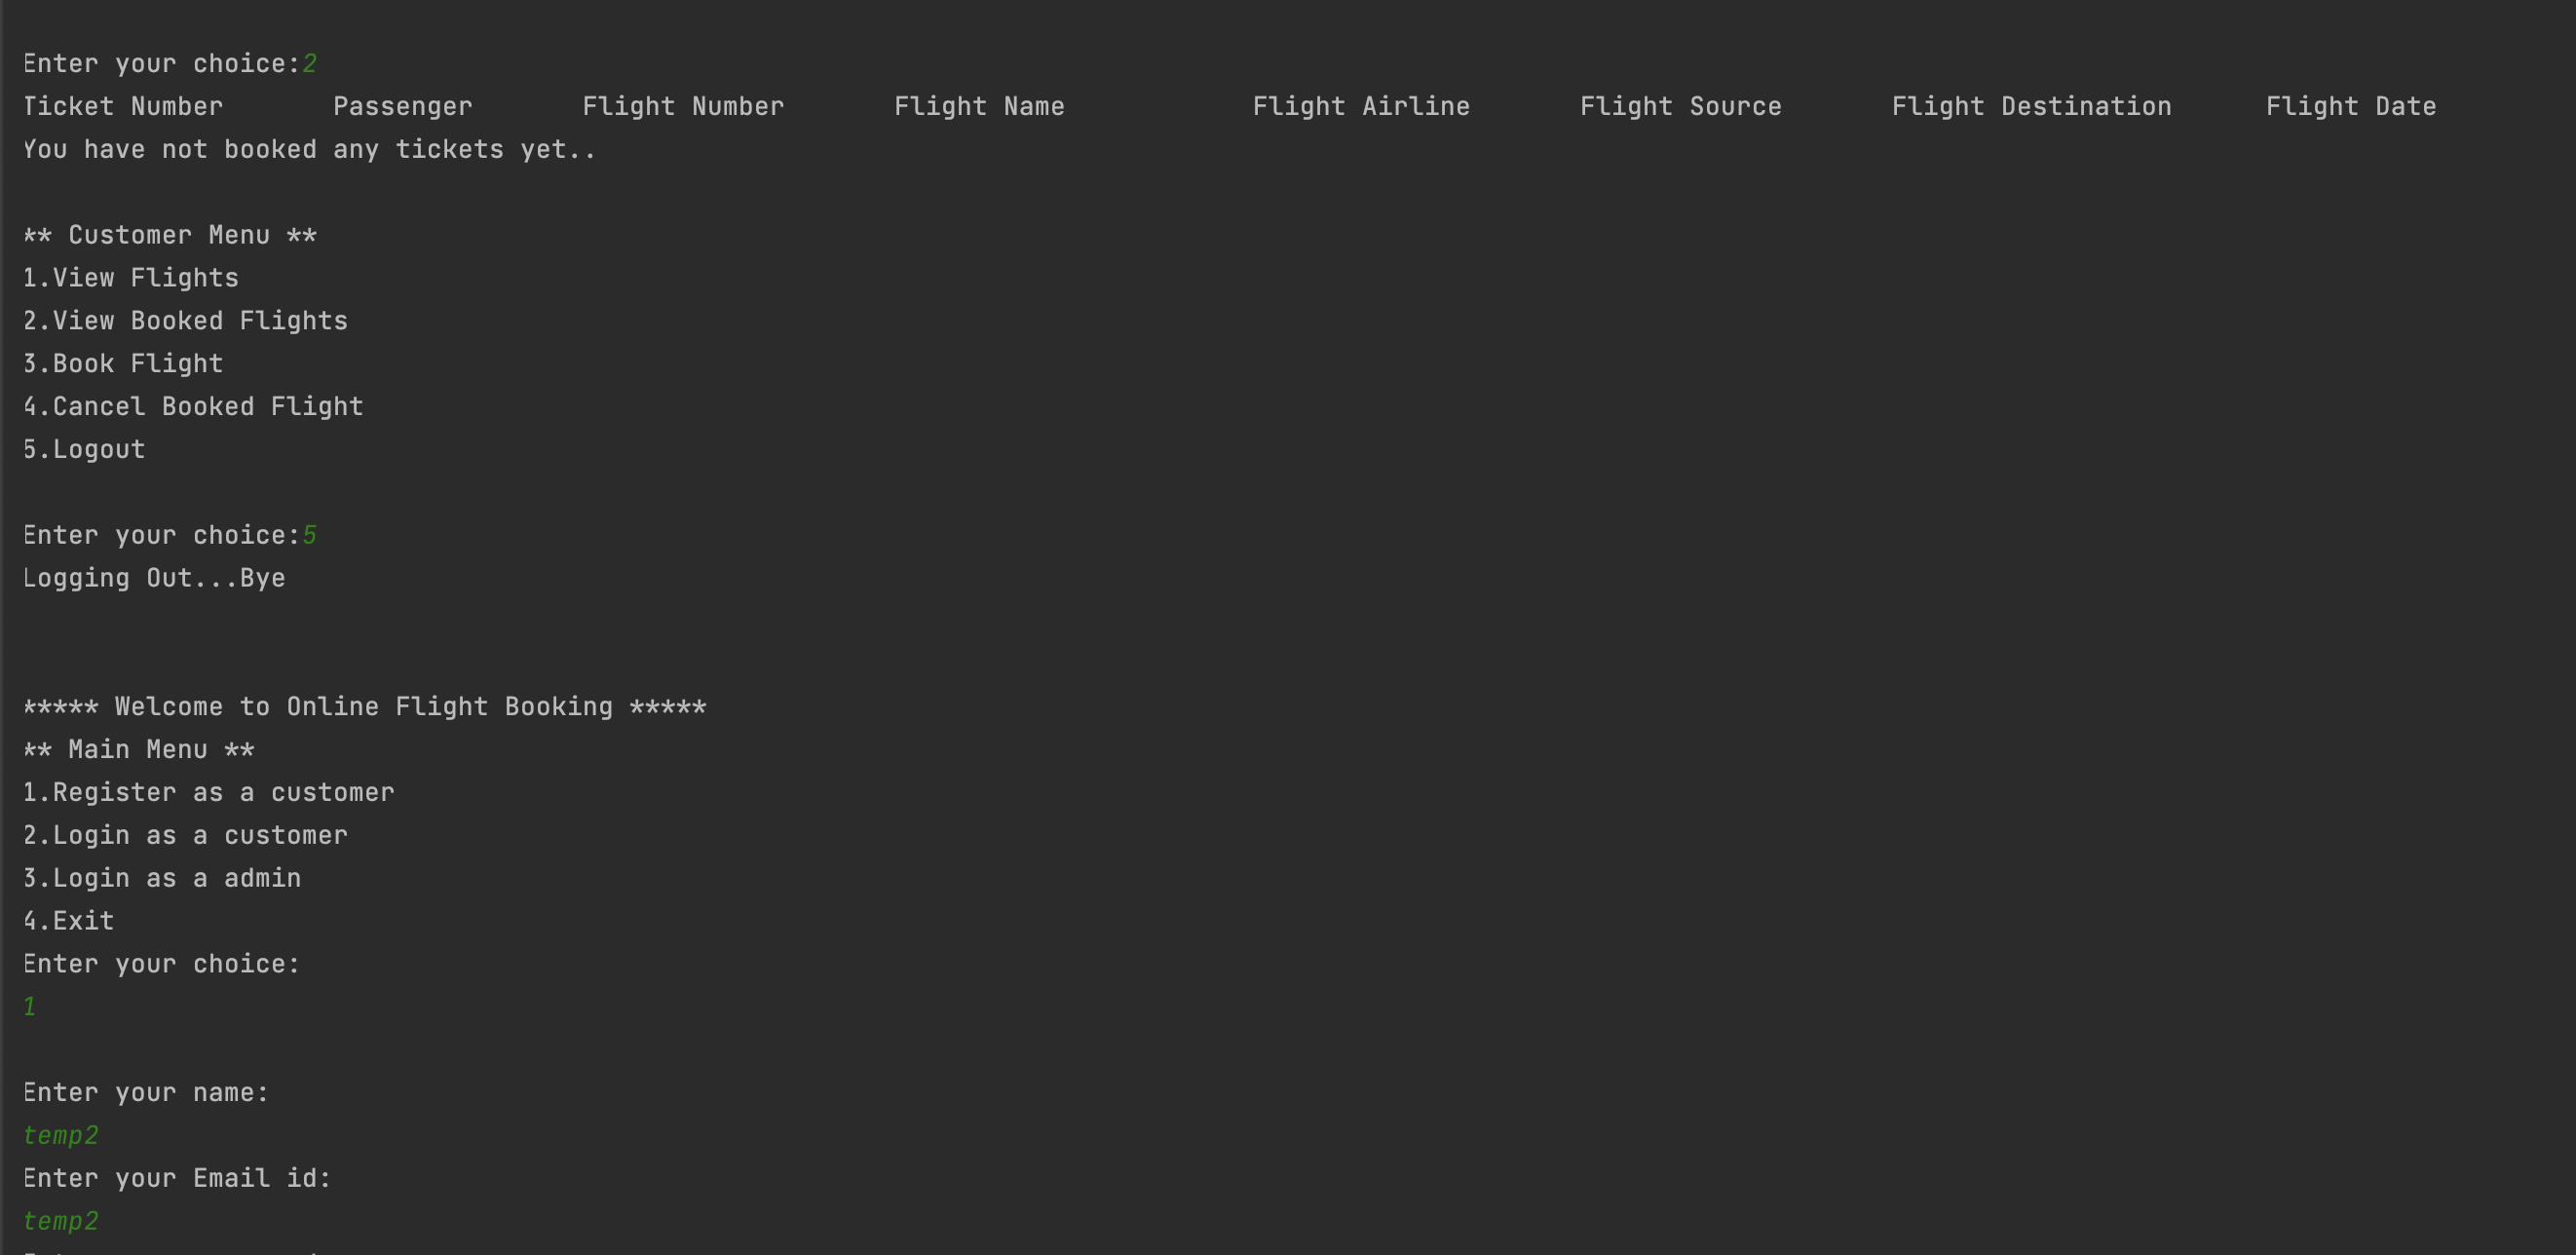 Enter your choice:2
Ticket Number       Passenger       Flight Number       Flight Name            Flight Airline       Flight Source       Flight Destination      Flight Date
You have not booked any tickets yet..
** Customer Menu **
1.View Flights
2.View Booked Flights
3.Book Flight
4.Cancel Booked Flight
5.Logout
Enter your choice:5
Logging Out...Bye
***** Welcome to Online Flight Booking *****
** Main Menu **
1.Register as a customer
2.Login as a customer
3.Login as a admin
4.Exit
Enter your choice:
1
Enter your name:
temp2
Enter your Email id:
temp2